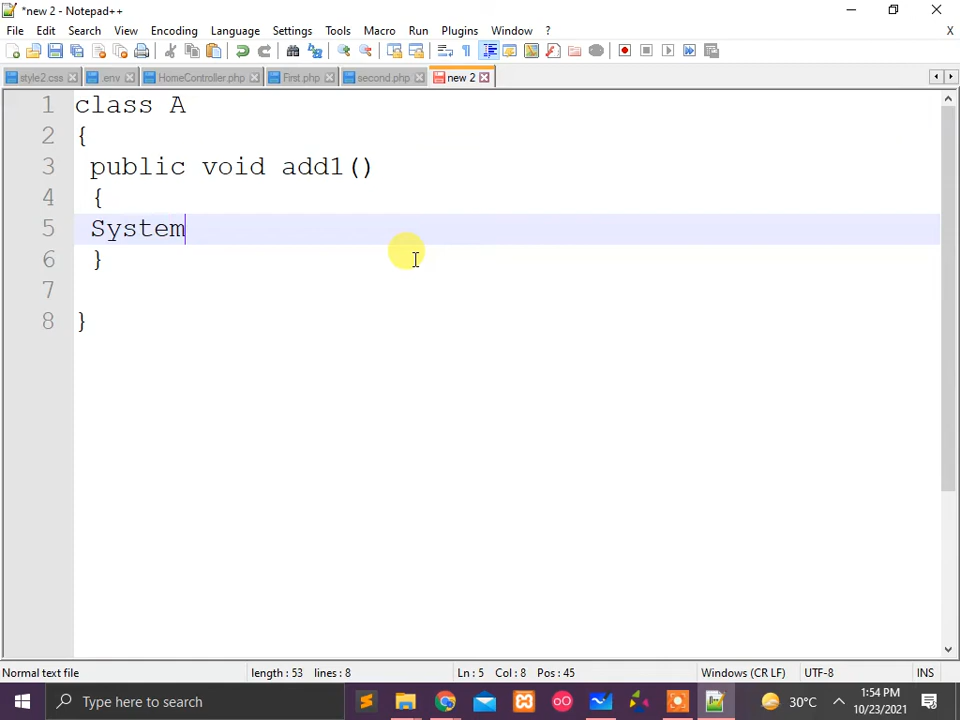 *new 2 - Notepad++
File Edit Search View Encoding Language Settings Tools Macro Run Plugins Window ? X
style2.css .env HomeController.php First.php second.php new 2
1 class A
2 {
3 public void add1()
4 {
5 System
6 }
7
8 }
Normal text file length : 53 lines : 8 Ln : 5 Col : 8 Pos : 45 Windows (CR LF) UTF-8 INS
Type here to search 30°C 1:54 PM
10/23/2021